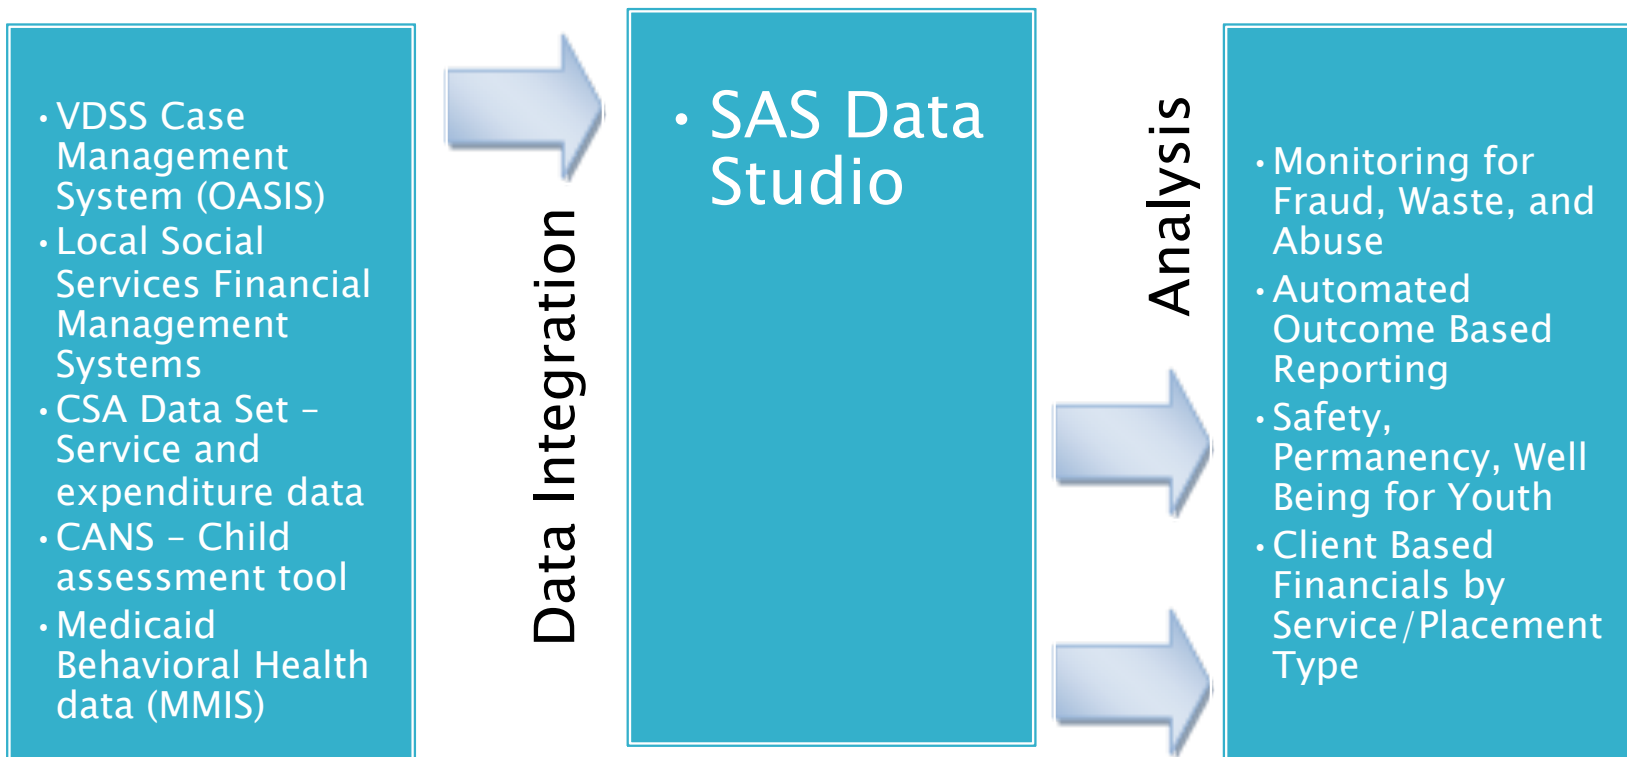 • VDSS Case
Management
System (OASIS)
• Local Social
Services Financial
Management
Systems
• CSA Data Set –
Service and
expenditure data
• CANS – Child
assessment tool
• Medicaid
Behavioral Health
data (MMIS)
Data Integration
• SAS Data
Studio
Analysis
• Monitoring for
Fraud, Waste, and
Abuse
• Automated
Outcome Based
Reporting
• Safety,
Permanency, Well
Being for Youth
• Client Based
Financials by
Service/Placement
Type